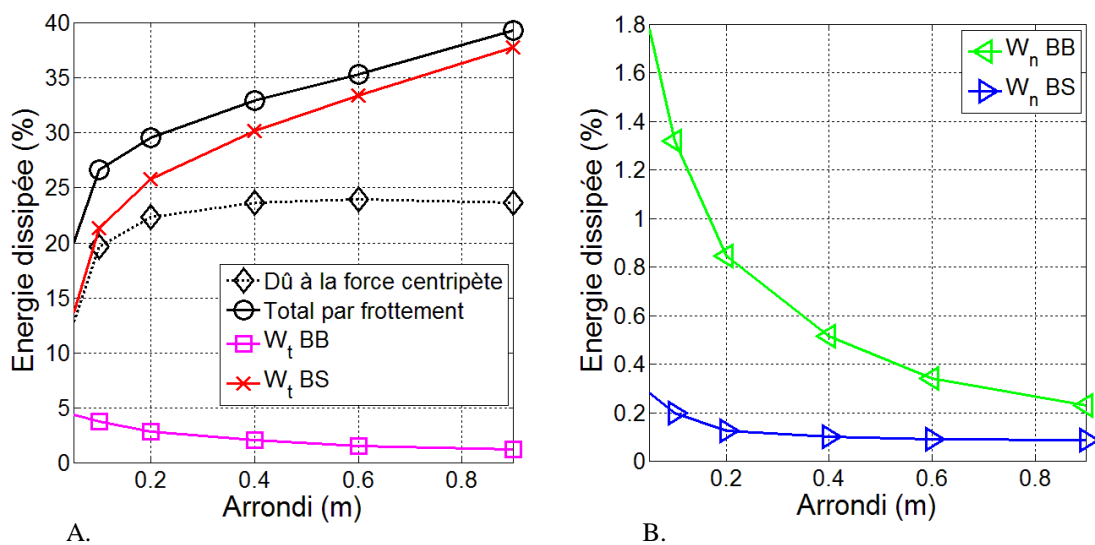 40
35
30
25
20
15
10
5
0
Energie dissipée (%)
0.2
0.4
0.6
0.8
Arrondi (m)
Dû à la force centripète
Total par frottement
W_t BB
W_t BS
A.
1.8
1.6
1.4
1.2
1
0.8
0.6
0.4
0.2
0
Energie dissipée (%)
0.2
0.4
0.6
0.8
Arrondi (m)
W_n BB
W_n BS
B.